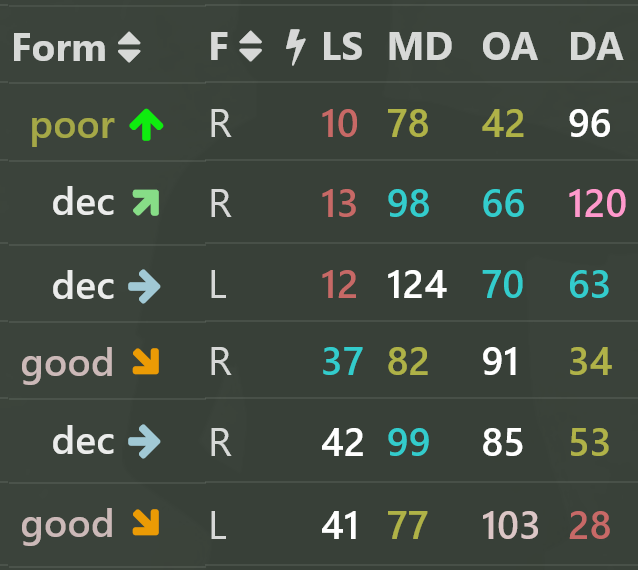 Form F LS MD OA DA
poor R 10 78 42 96
dec R 13 98 66 120
dec L 12 124 70 63
good R 37 82 91 34
dec R 42 99 85 53
good L 41 77 103 28